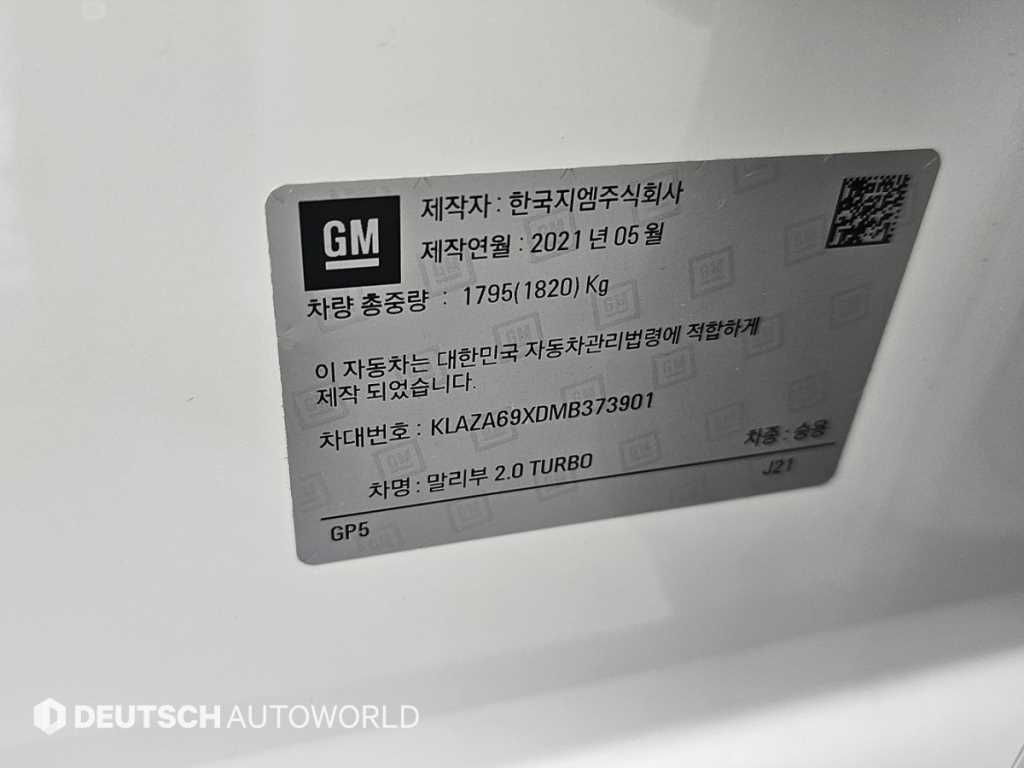 GM
제작자 : 한국지엠주식회사
제작연월 : 2021 년 05 월
차량 총중량 : 1795(1820) Kg
이 자동차는 대한민국 자동차관리법령에 적합하게
제작 되었습니다.
차대번호 : KLAZA69XDMB373901
차종 : 승용
차명 : 말리부 2.0 TURBO
J21
GP5
DEUTSCH AUTOWORLD